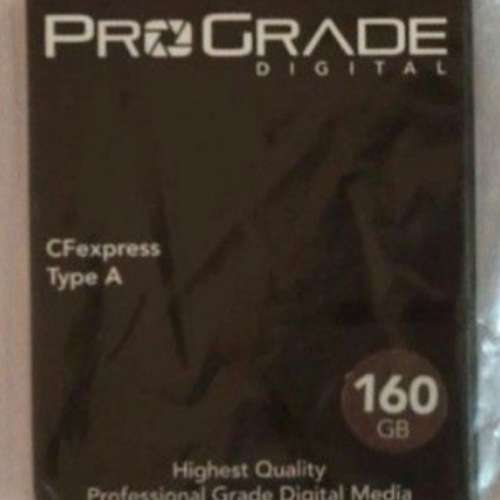 PROGRADE
DIGITAL
CFexpress
Type A
160
GB
Highest Quality
Professional Grade Digital Media